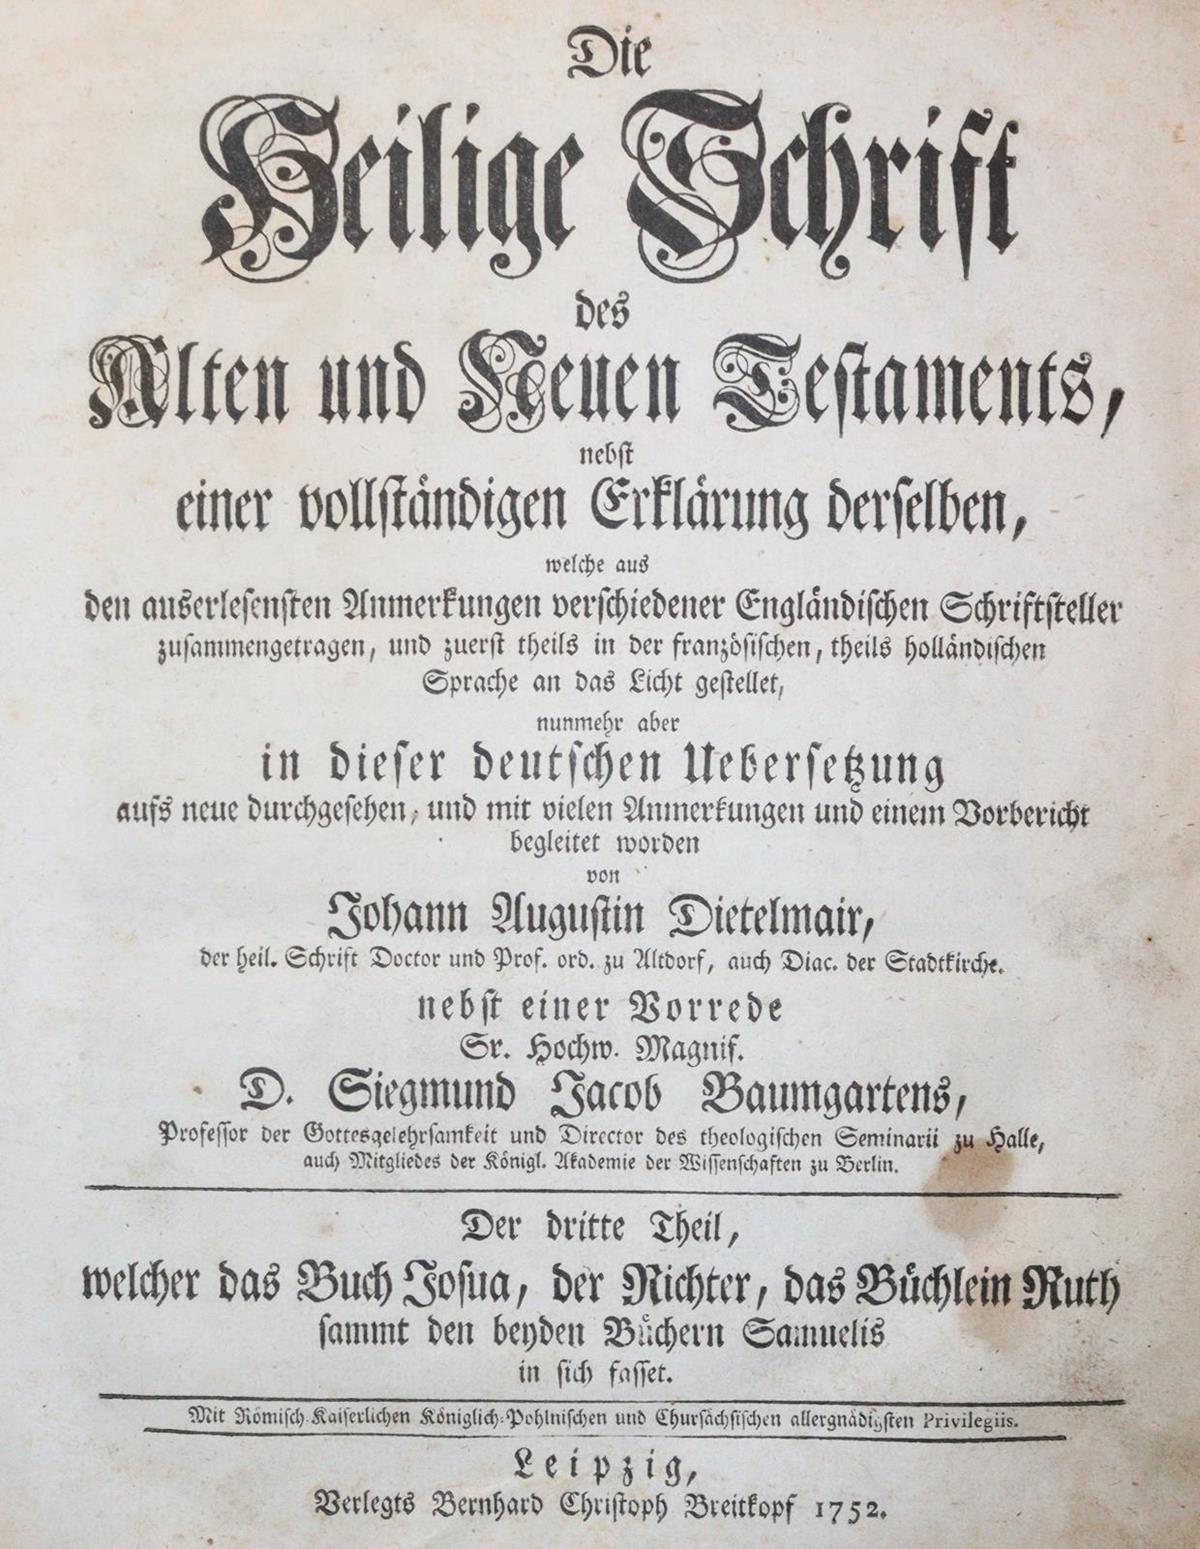 Die
Heilige Schrift
des
Alten und Neuen Testaments,
nebst
einer vollständigen Erklärung derselben,
welche aus
den auserlesensten Anmerkungen verschiedener Engländischen Schriftsteller
zusammengetragen, und zuerst theils in der französischen, theils holländischen
Sprache an das Licht gestellet,
nunmehr aber
in dieser deutschen Uebersetzung
aufs neue durchgesehen, und mit vielen Anmerkungen und einem Vorbericht
begleitet worden
von
Johann Augustin Dietelmair,
der heil. Schrift Doctor und Prof. ord. zu Altdorf, auch Diac. der Stadtkirche.
nebst einer Vorrede
Sr. Hochw. Magnif.
D. Siegmund Jacob Baumgartens,
Professor der Gottesgelehrsamkeit und Director des theologischen Seminarii zu Halle,
auch Mitgliedes der Königl. Akademie der Wissenschaften zu Berlin.
Der dritte Theil,
welcher das Buch Josua, der Richter, das Büchlein Ruth
sammt den beyden Büchern Samuelis
in sich fasset.
Mit Römisch-Kaiserlichen Königlich-Pohlnischen und Chursächsischen allergnädigsten Privilegiis.
Leipzig,
Verlegts Bernhard Christoph Breitkopf 1752.